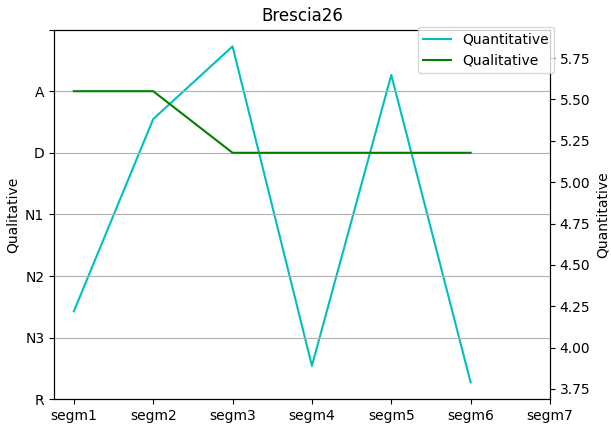 Brescia26
Quantitative
Qualitative
A
D
N1
N2
N3
R
Qualitative
5.75
5.50
5.25
5.00
4.75
4.50
4.25
4.00
3.75
Quantitative
segm1 segm2 segm3 segm4 segm5 segm6 segm7